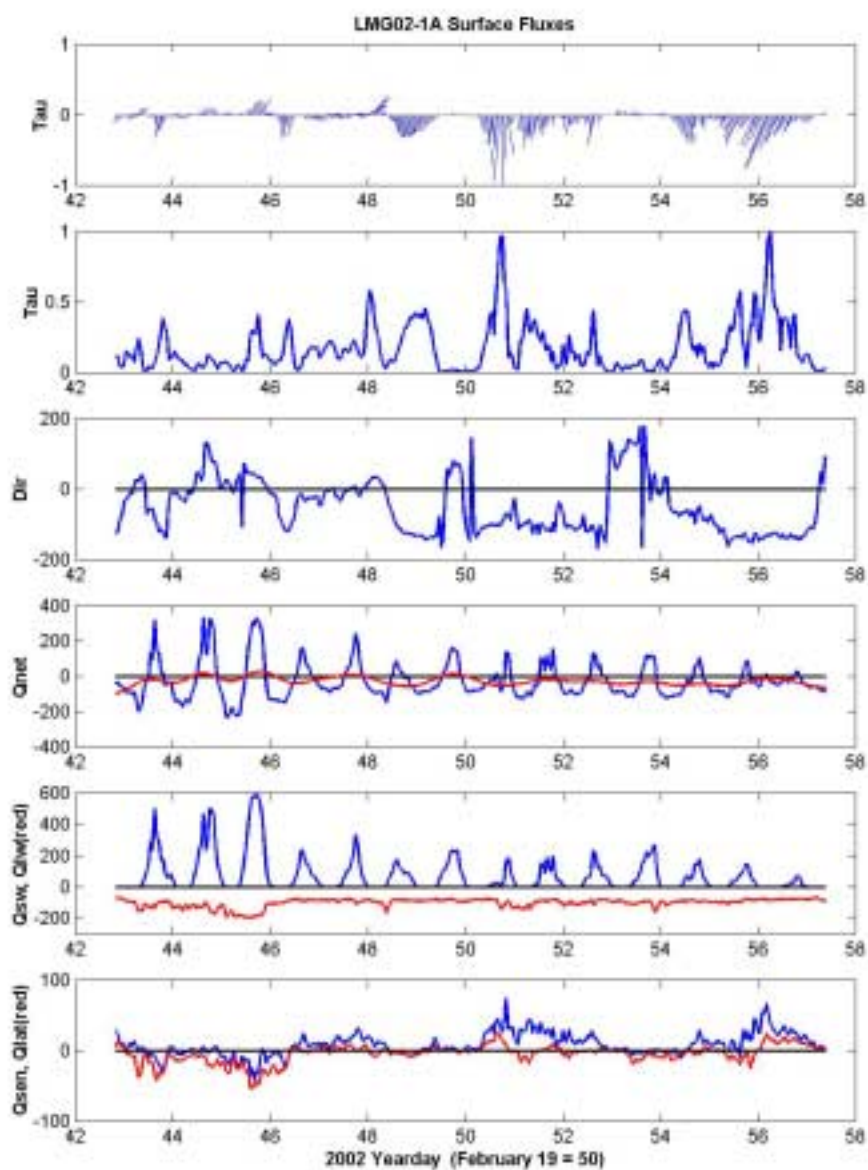 LMG02-1A Surface Fluxes
1
0
-1
Tau
42 44 46 48 50 52 54 56 58
1
0.5
0
Tau
42 44 46 48 50 52 54 56 58
200
0
-200
Dir
42 44 46 48 50 52 54 56 58
400
200
0
-200
-400
Qnet
42 44 46 48 50 52 54 56 58
600
400
200
0
-200
Qsw, Qlw(red)
42 44 46 48 50 52 54 56 58
100
0
-100
Qsen, Qlat(red)
42 44 46 48 50 52 54 56 58
2002 Yearday (February 19 = 50)